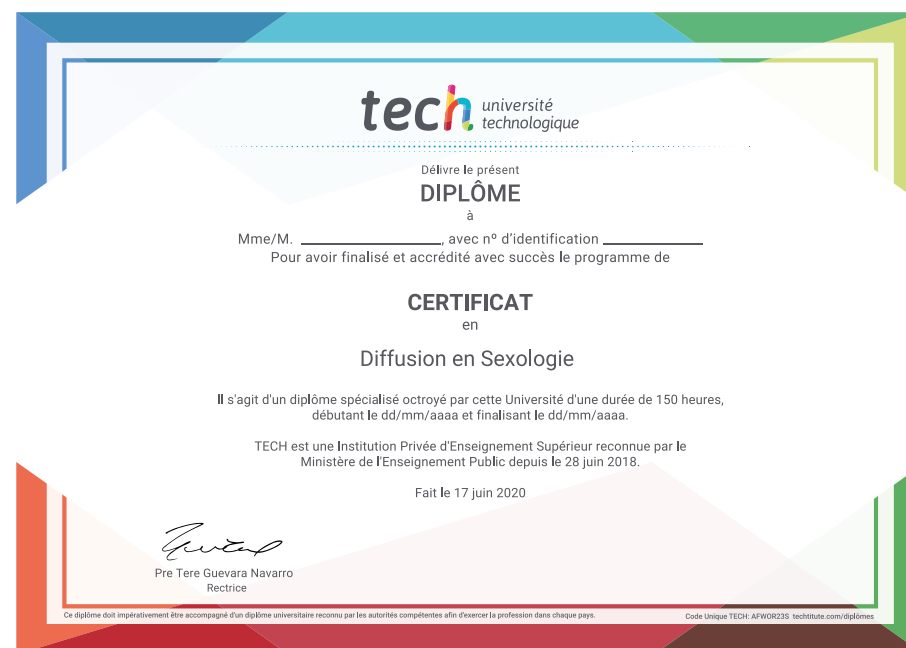 tech université
technologique
Délivre le présent
DIPLÔME
à
Mme/M. ____________________, avec nº d'identification ______________
Pour avoir finalisé et accrédité avec succès le programme de
CERTIFICAT
en
Diffusion en Sexologie
Il s'agit d'un diplôme spécialisé octroyé par cette Université d'une durée de 150 heures,
débutant le dd/mm/aaaa et finalisant le dd/mm/aaaa.
TECH est une Institution Privée d'Enseignement Supérieur reconnue par le
Ministère de l'Enseignement Public depuis le 28 juin 2018.
Fait le 17 juin 2020
Pre Tere Guevara Navarro
Rectrice
Ce diplôme doit impérativement être accompagné d'un diplôme universitaire reconnu par les autorités compétentes afin d'exercer la profession dans chaque pays.
Code Unique TECH: AFWOR23S techtitute.com/diplômes